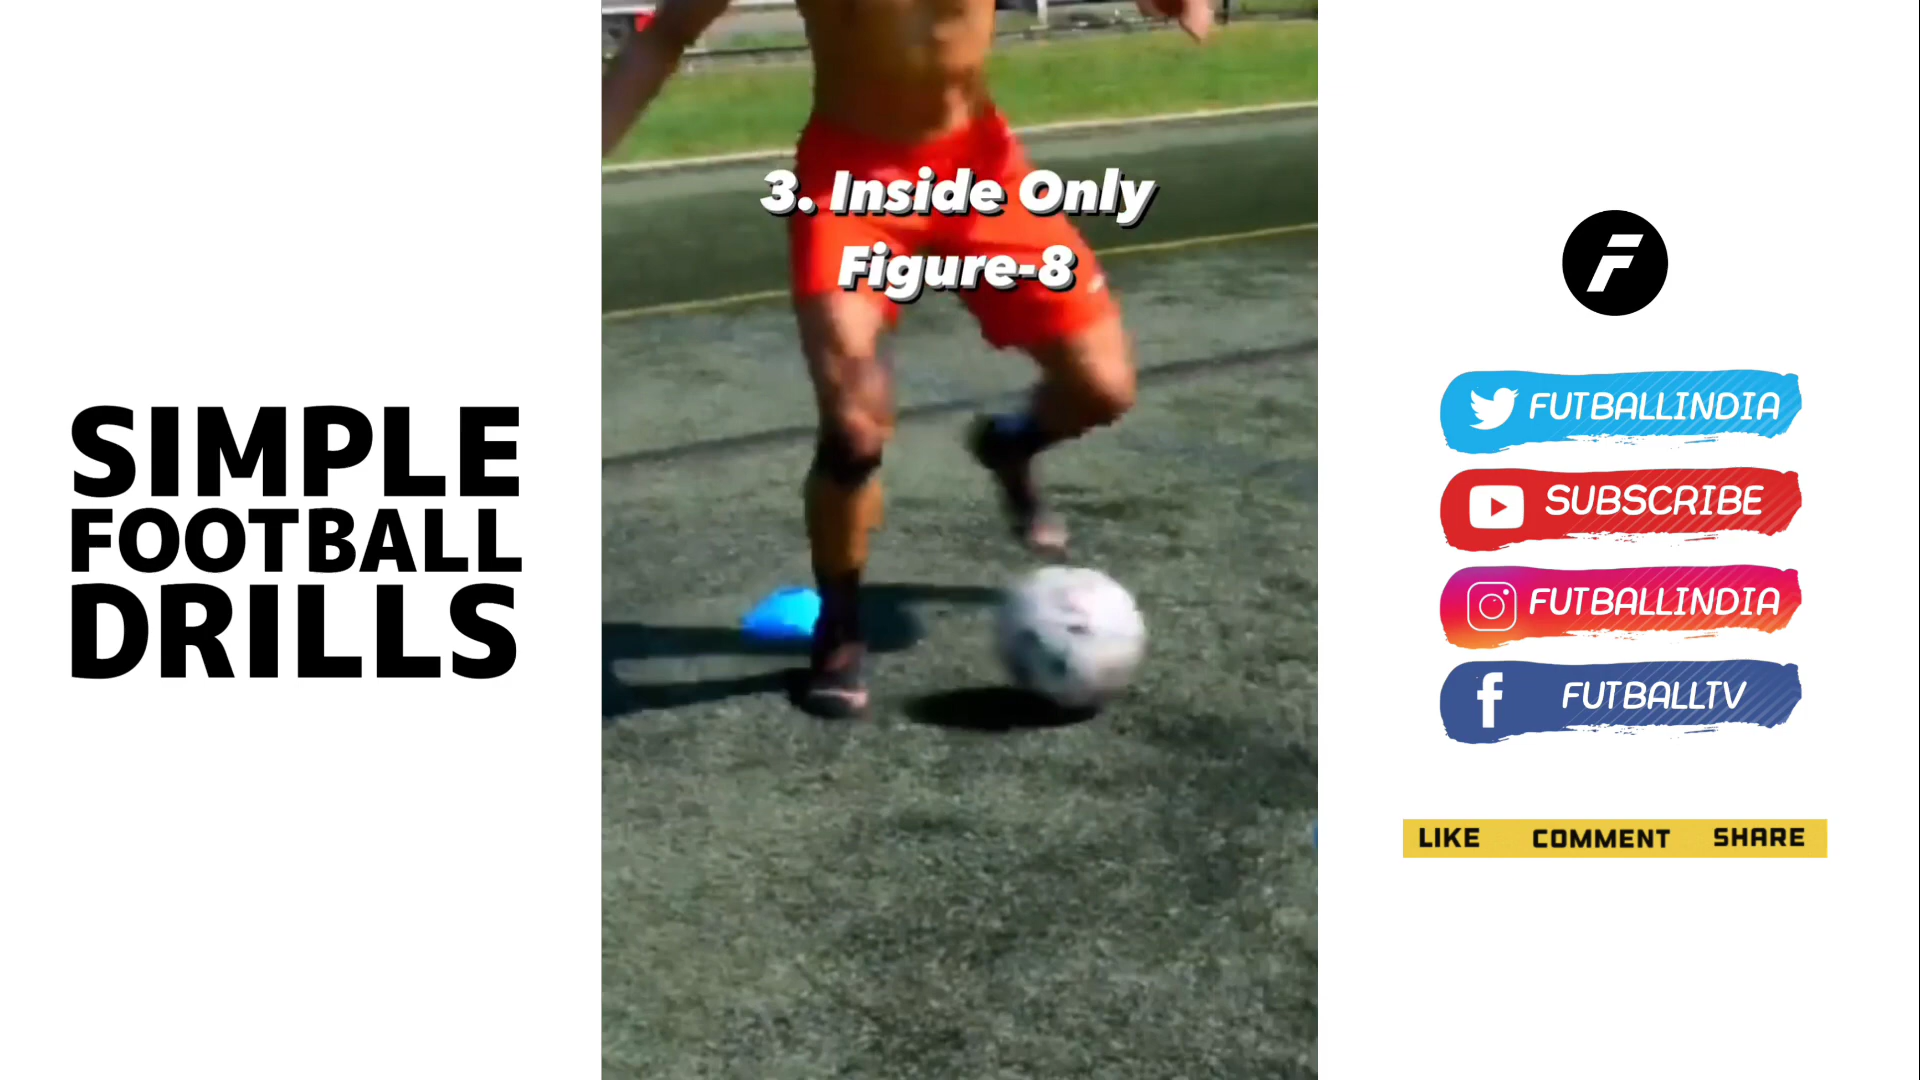 SIMPLE
FOOTBALL
DRILLS
3. Inside Only
Figure-8
F
FUTBALLINDIA
SUBSCRIBE
FUTBALLINDIA
f FUTBALLTV
LIKE COMMENT SHARE